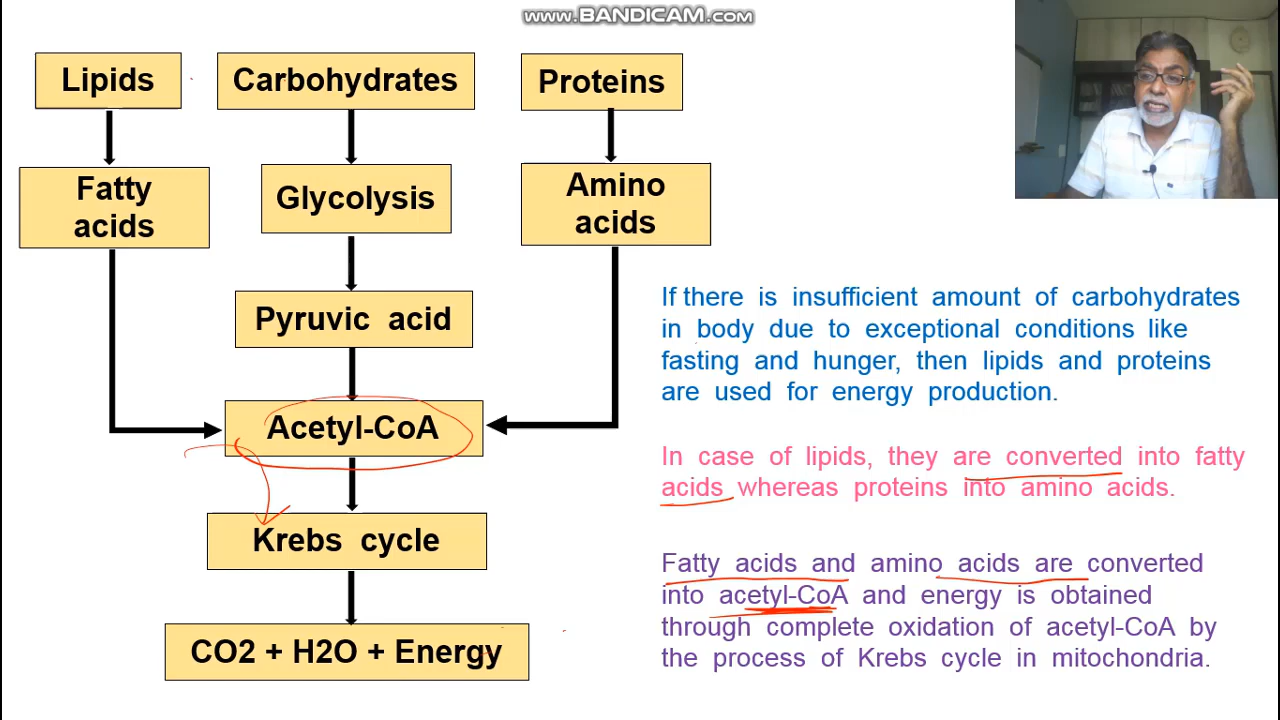 www.BANDICAM.com
Lipids
Carbohydrates
Proteins
Fatty
acids
Glycolysis
Amino
acids
Pyruvic acid
Acetyl-CoA
Krebs cycle
CO2 + H2O + Energy
If there is insufficient amount of carbohydrates
in body due to exceptional conditions like
fasting and hunger, then lipids and proteins
are used for energy production.
In case of lipids, they are converted into fatty
acids whereas proteins into amino acids.
Fatty acids and amino acids are converted
into acetyl-CoA and energy is obtained
through complete oxidation of acetyl-CoA by
the process of Krebs cycle in mitochondria.